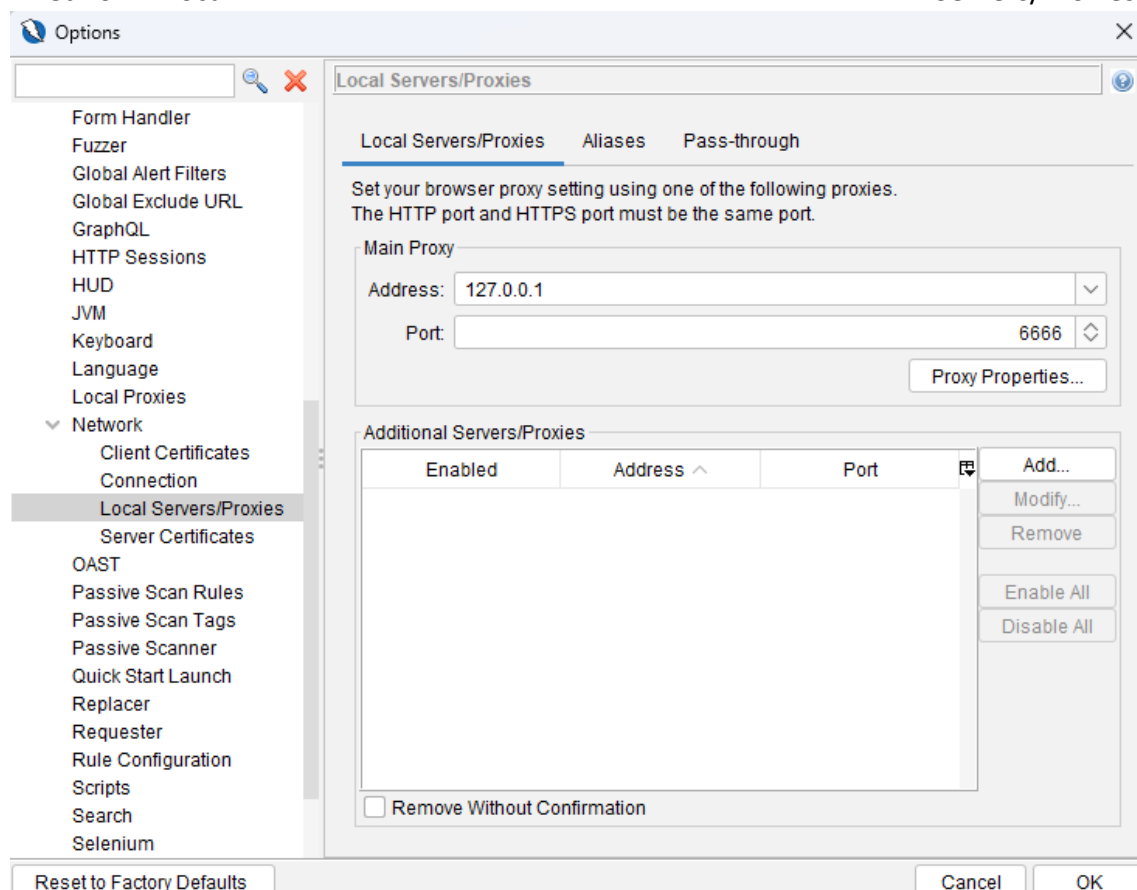 Options
Local Servers/Proxies
Form Handler
Fuzzer
Global Alert Filters
Global Exclude URL
GraphQL
HTTP Sessions
HUD
JVM
Keyboard
Language
Local Proxies
Network
Client Certificates
Connection
Local Servers/Proxies
Server Certificates
OAST
Passive Scan Rules
Passive Scan Tags
Passive Scanner
Quick Start Launch
Replacer
Requester
Rule Configuration
Scripts
Search
Selenium
Local Servers/Proxies Aliases Pass-through
Set your browser proxy setting using one of the following proxies.
The HTTP port and HTTPS port must be the same port.
Main Proxy
Address: 127.0.0.1
Port: 6666
Proxy Properties...
Additional Servers/Proxies
Enabled Address Port
Add...
Modify...
Remove
Enable All
Disable All
Remove Without Confirmation
Reset to Factory Defaults Cancel OK